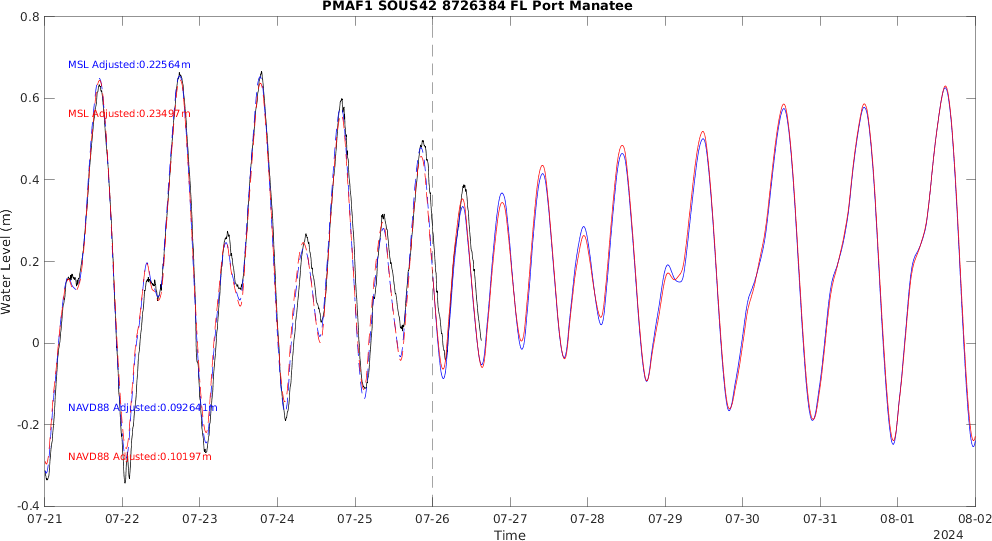 PMAF1 SOUS42 8726384 FL Port Manatee
0.8
0.6
0.4
0.2
0
-0.2
-0.4
Water Level (m)
MSL Adjusted:0.22564m
MSL Adjusted:0.23497m
NAVD88 Adjusted:0.092641m
NAVD88 Adjusted:0.10197m
07-21 07-22 07-23 07-24 07-25 07-26 07-27 07-28 07-29 07-30 07-31 08-01 08-02
Time
2024